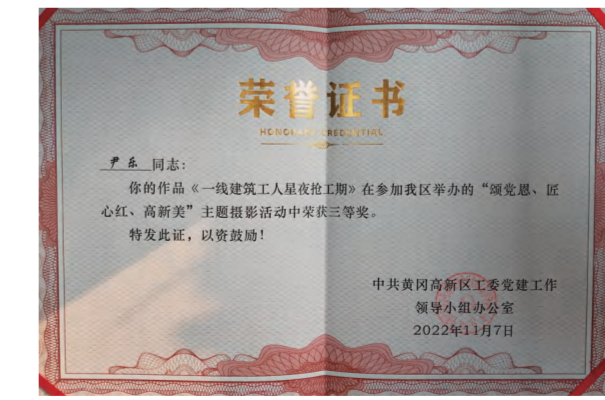 荣誉证书
HONORARY CREDENTIAL
尹乐 同志：
你的作品《一线建筑工人星夜抢工期》在参加我区举办的“颂党恩、匠
心红、高新美”主题摄影活动中荣获三等奖。
特发此证，以资鼓励！
中共黄冈高新区工委党建工作
领导小组办公室
2022年11月7日